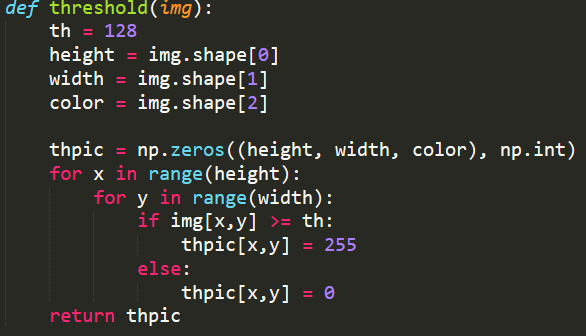 def threshold(img):
    th = 128
    height = img.shape[0]
    width = img.shape[1]
    color = img.shape[2]

    thpic = np.zeros((height, width, color), np.int)
    for x in range(height):
        for y in range(width):
            if img[x,y] >= th:
                thpic[x,y] = 255
            else:
                thpic[x,y] = 0
    return thpic